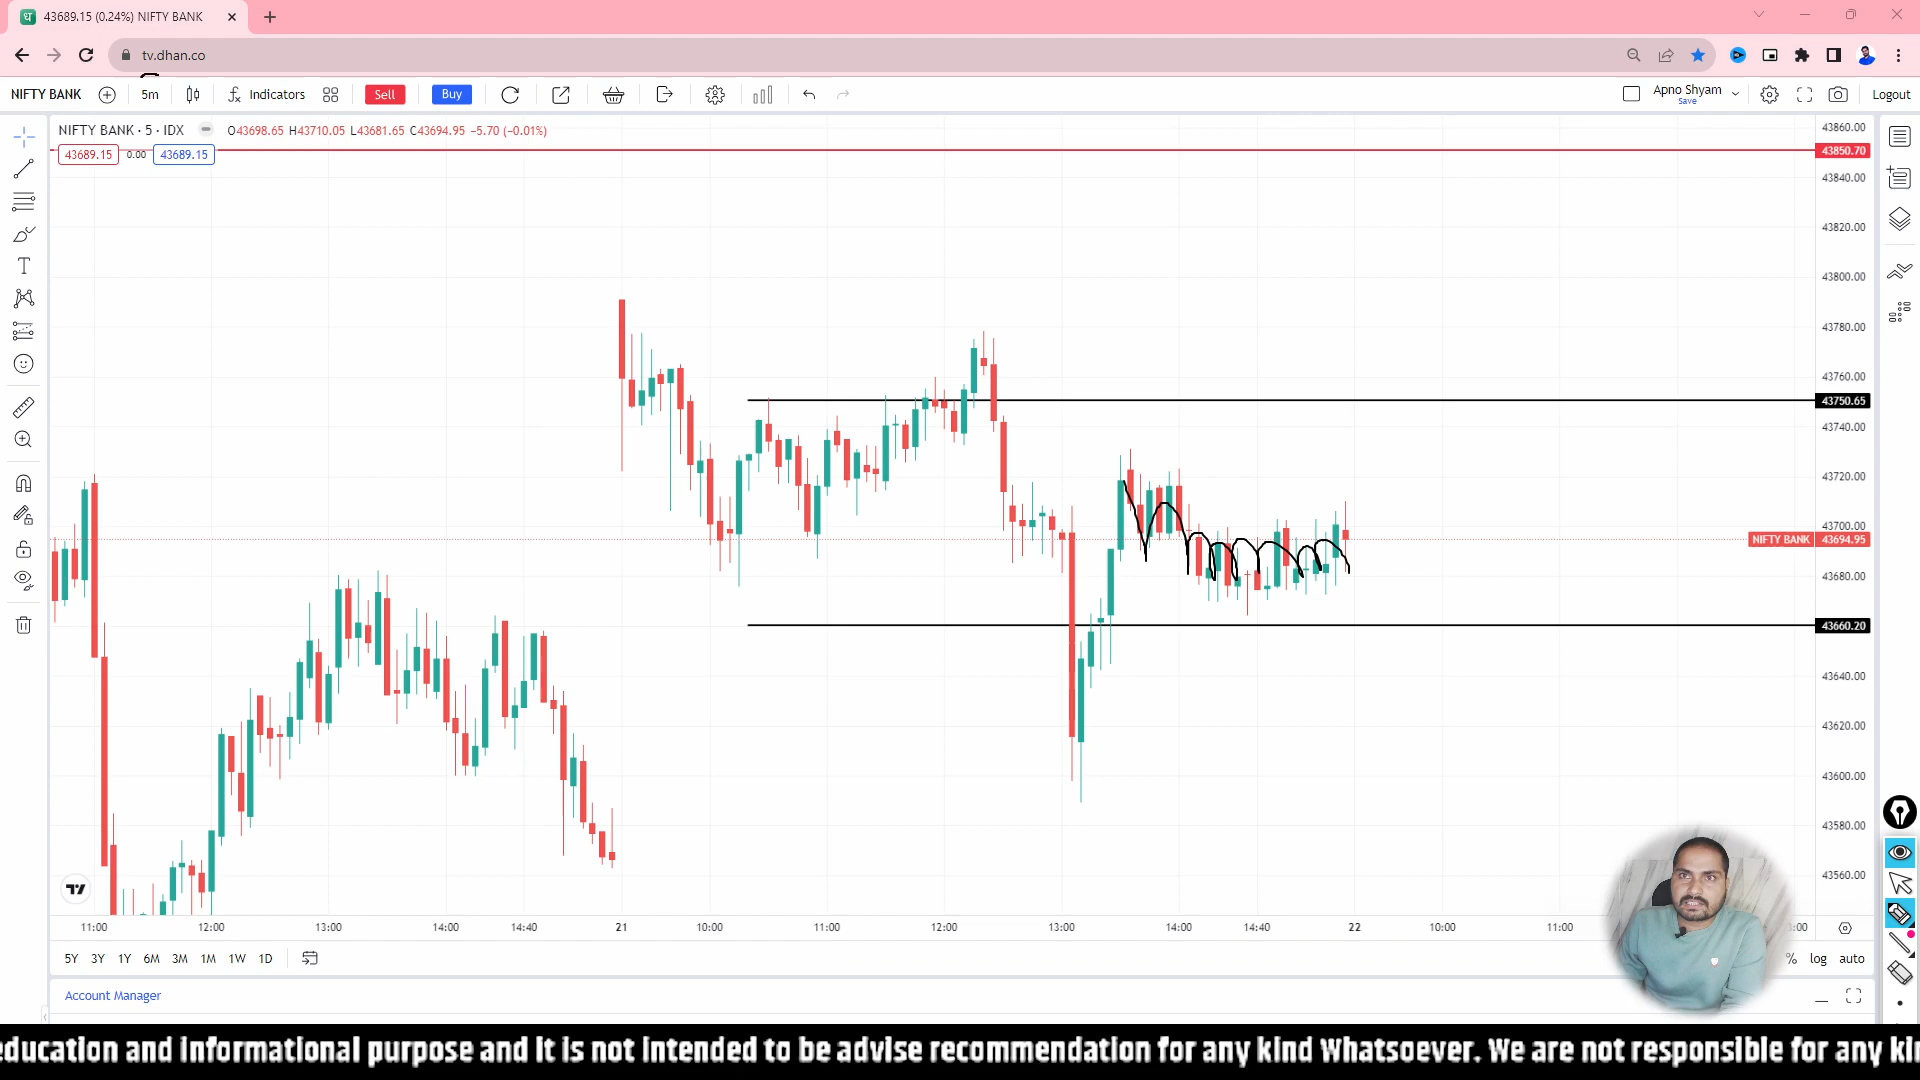 43689.15 (0.24%) NIFTY BANK
tv.dhan.co
NIFTY BANK 5m Indicators Sell Buy Apno Shyam Save Logout
NIFTY BANK · 5 · IDX O43698.65 H43710.05 L43681.65 C43694.95 −5.70 (−0.01%)
43689.15 0.00 43689.15
43860.00
43850.70
43840.00
43820.00
43800.00
43780.00
43760.00
43750.65
43740.00
43720.00
43700.00
NIFTY BANK 43694.95
43680.00
43660.20
43640.00
43620.00
43600.00
43580.00
43560.00
11:00 12:00 13:00 14:00 14:40 21 10:00 11:00 12:00 13:00 14:00 14:40 22 10:00 11:00 3:00
5Y 3Y 1Y 6M 3M 1M 1W 1D % log auto
Account Manager
education and informational purpose and it is not intended to be advise recommendation for any kind Whatsoever. We are not responsible for any